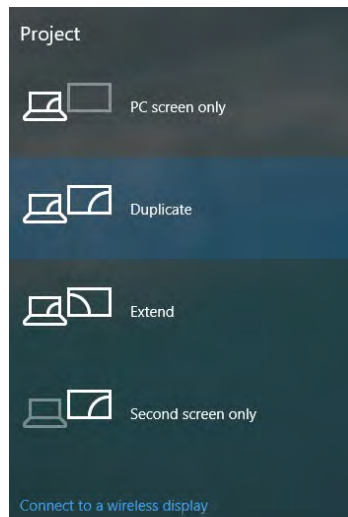 Project
PC screen only
Duplicate
Extend
Second screen only
Connect to a wireless display